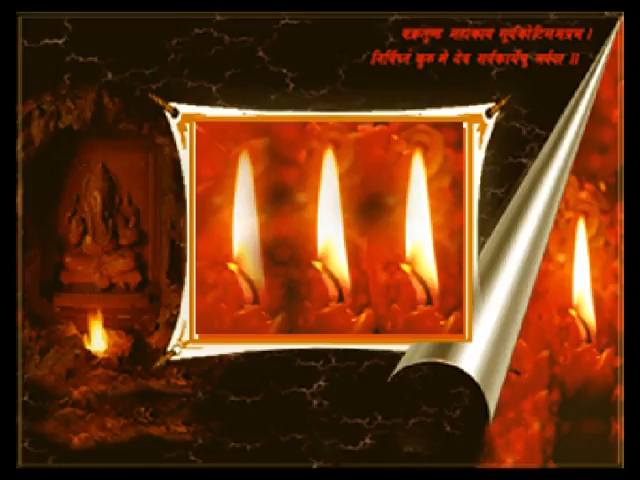 वक्रतुण्ड महाकाय सूर्यकोटिसमप्रभ।
निर्विघ्नं कुरु मे देव सर्वकार्येषु सर्वदा॥